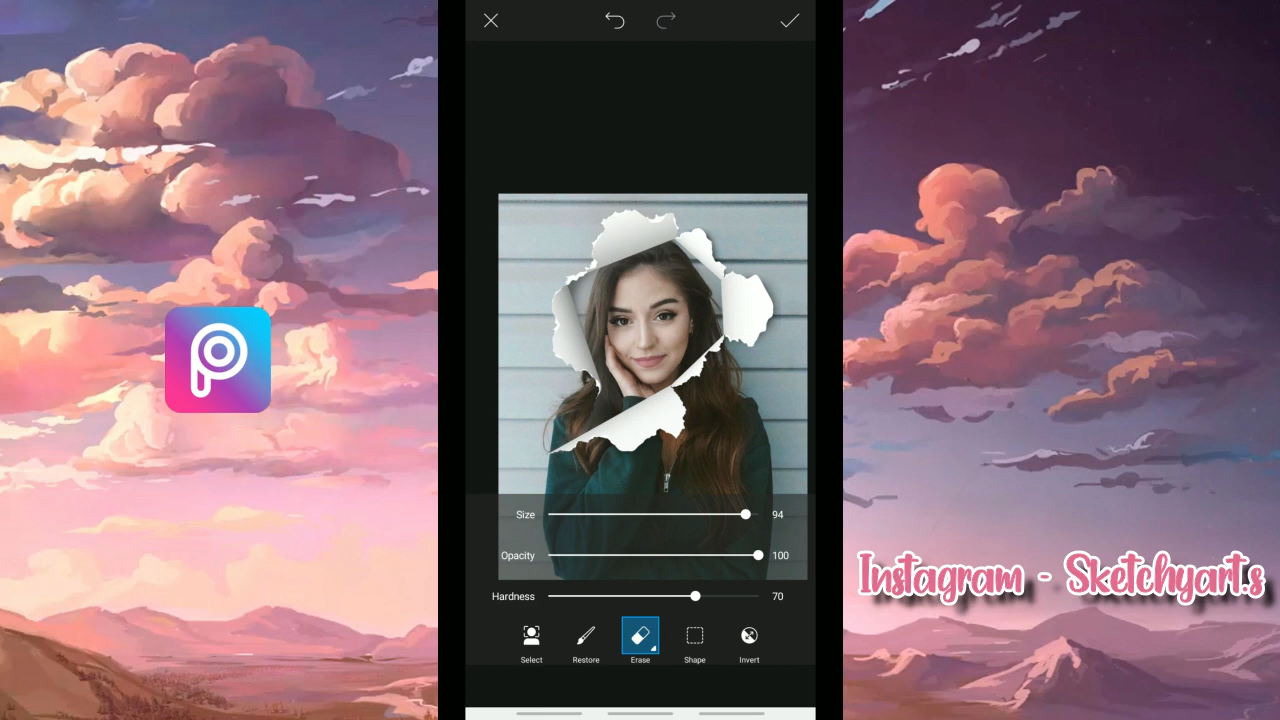 Size 94
Opacity 100
Hardness 70
Select Restore Erase Shape Invert
Instagram - Sketchyart.s